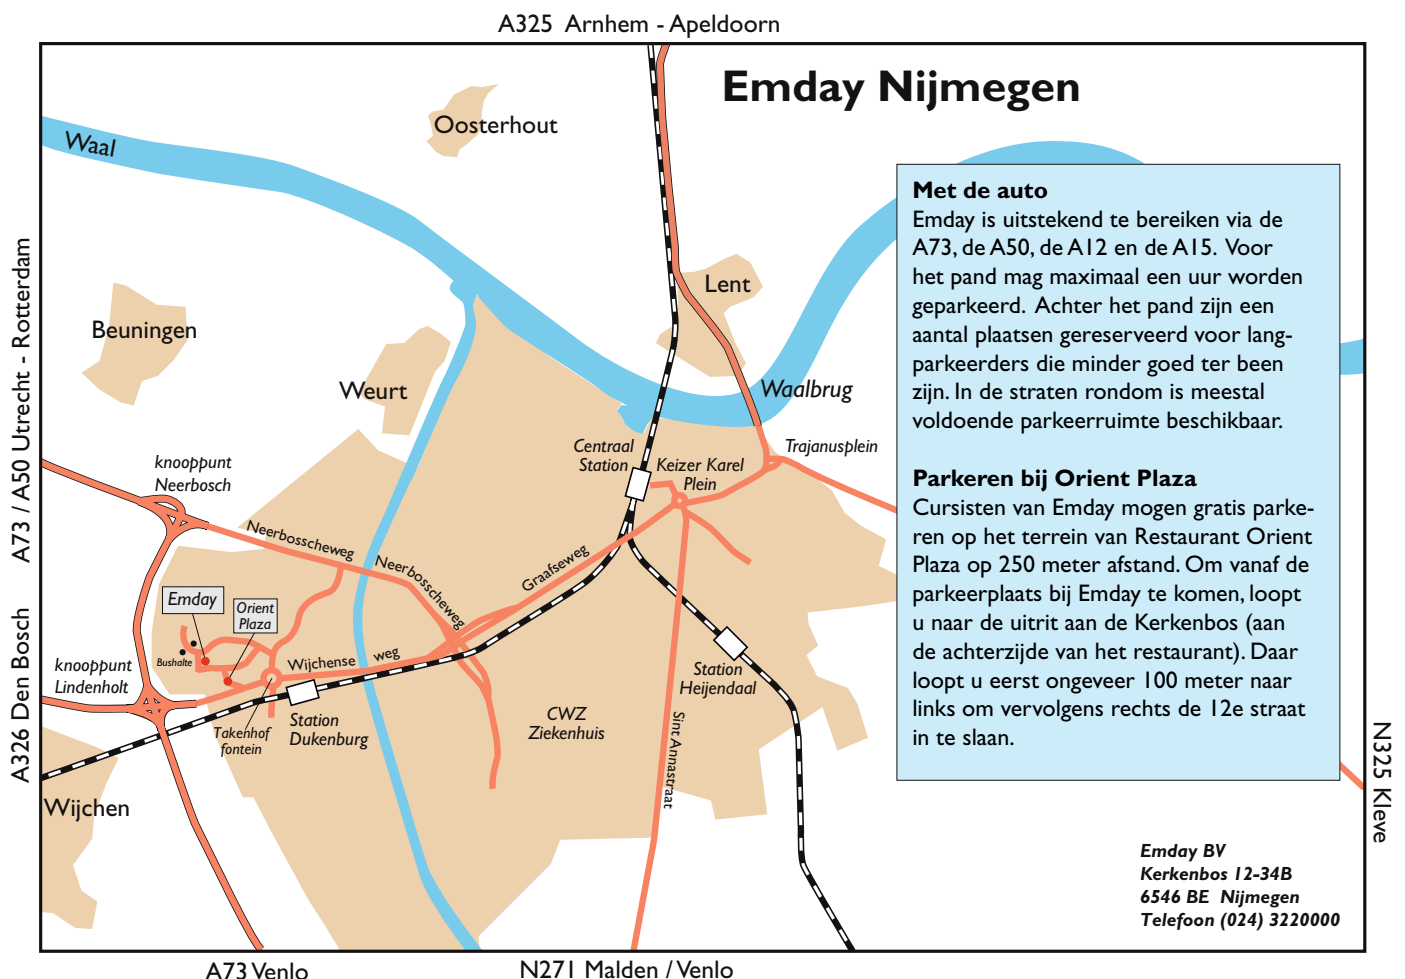 A325 Arnhem - Apeldoorn
Emday Nijmegen
Waal
Oosterhout
Met de auto
Emday is uitstekend te bereiken via de
A73, de A50, de A12 en de A15. Voor
het pand mag maximaal een uur worden
geparkeerd. Achter het pand zijn een
aantal plaatsen gereserveerd voor lang-
parkeerders die minder goed ter been
zijn. In de straten rondom is meestal
voldoende parkeerruimte beschikbaar.
Parkeren bij Orient Plaza
Cursisten van Emday mogen gratis parke-
ren op het terrein van Restaurant Orient
Plaza op 250 meter afstand. Om vanaf de
parkeerplaats bij Emday te komen, loopt
u naar de uitrit aan de Kerkenbos (aan
de achterzijde van het restaurant). Daar
loopt u eerst ongeveer 100 meter naar
links om vervolgens rechts de 12e straat
in te slaan.
Lent
Beuningen
Weurt
Waalbrug
A73 / A50 Utrecht - Rotterdam
Centraal
Station
Keizer Karel
Plein
Trajanusplein
knooppunt
Neerbosch
Neerbosscheweg
Neerbosscheweg
Graafseweg
Emday
Orient
Plaza
Bushalte
Wijchense weg
knooppunt
Lindenholt
A326 Den Bosch
Takenhof
fontein
Station
Dukenburg
CWZ
Ziekenhuis
Station
Heijendaal
Sint Annastraat
Wijchen
N325 Kleve
Emday BV
Kerkenbos 12-34B
6546 BE Nijmegen
Telefoon (024) 3220000
A73 Venlo
N271 Malden / Venlo